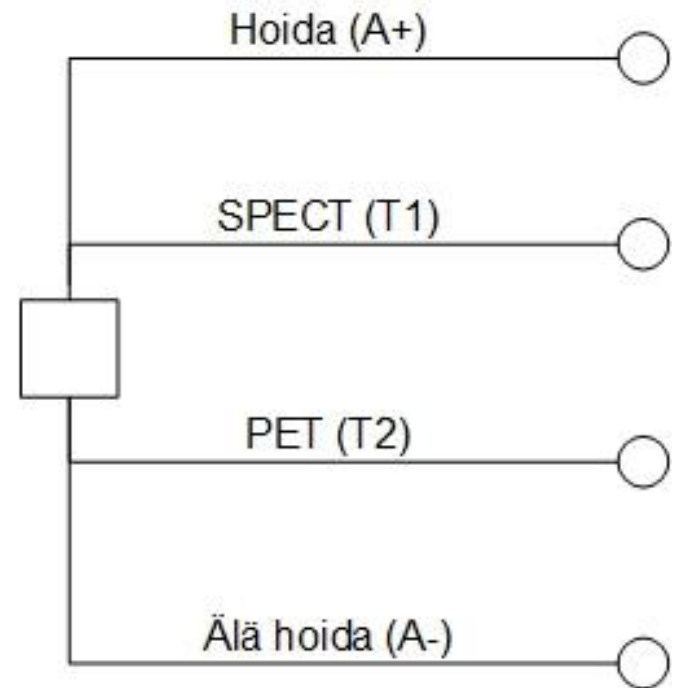 Hoida (A+)
SPECT (T1)
PET (T2)
Älä hoida (A-)